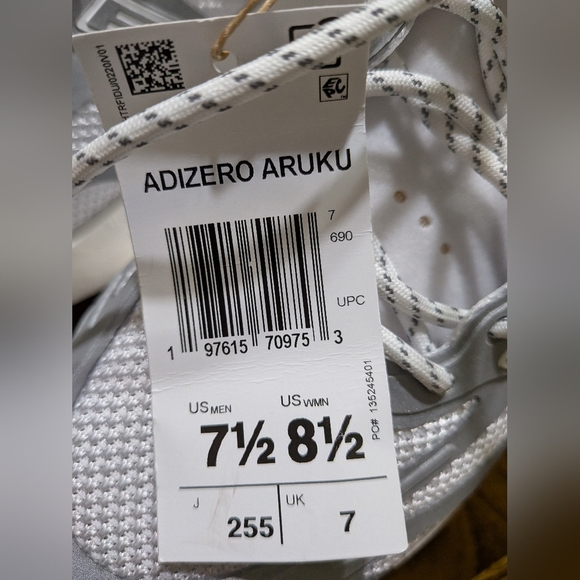 ADIZERO ARUKU
7
690
UPC
1 97615 70975 3
PO# 135245401
US MEN US WMN
7½ 8½
J 255 UK 7